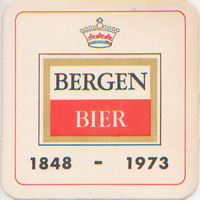 BERGEN
BIER
1848 - 1973